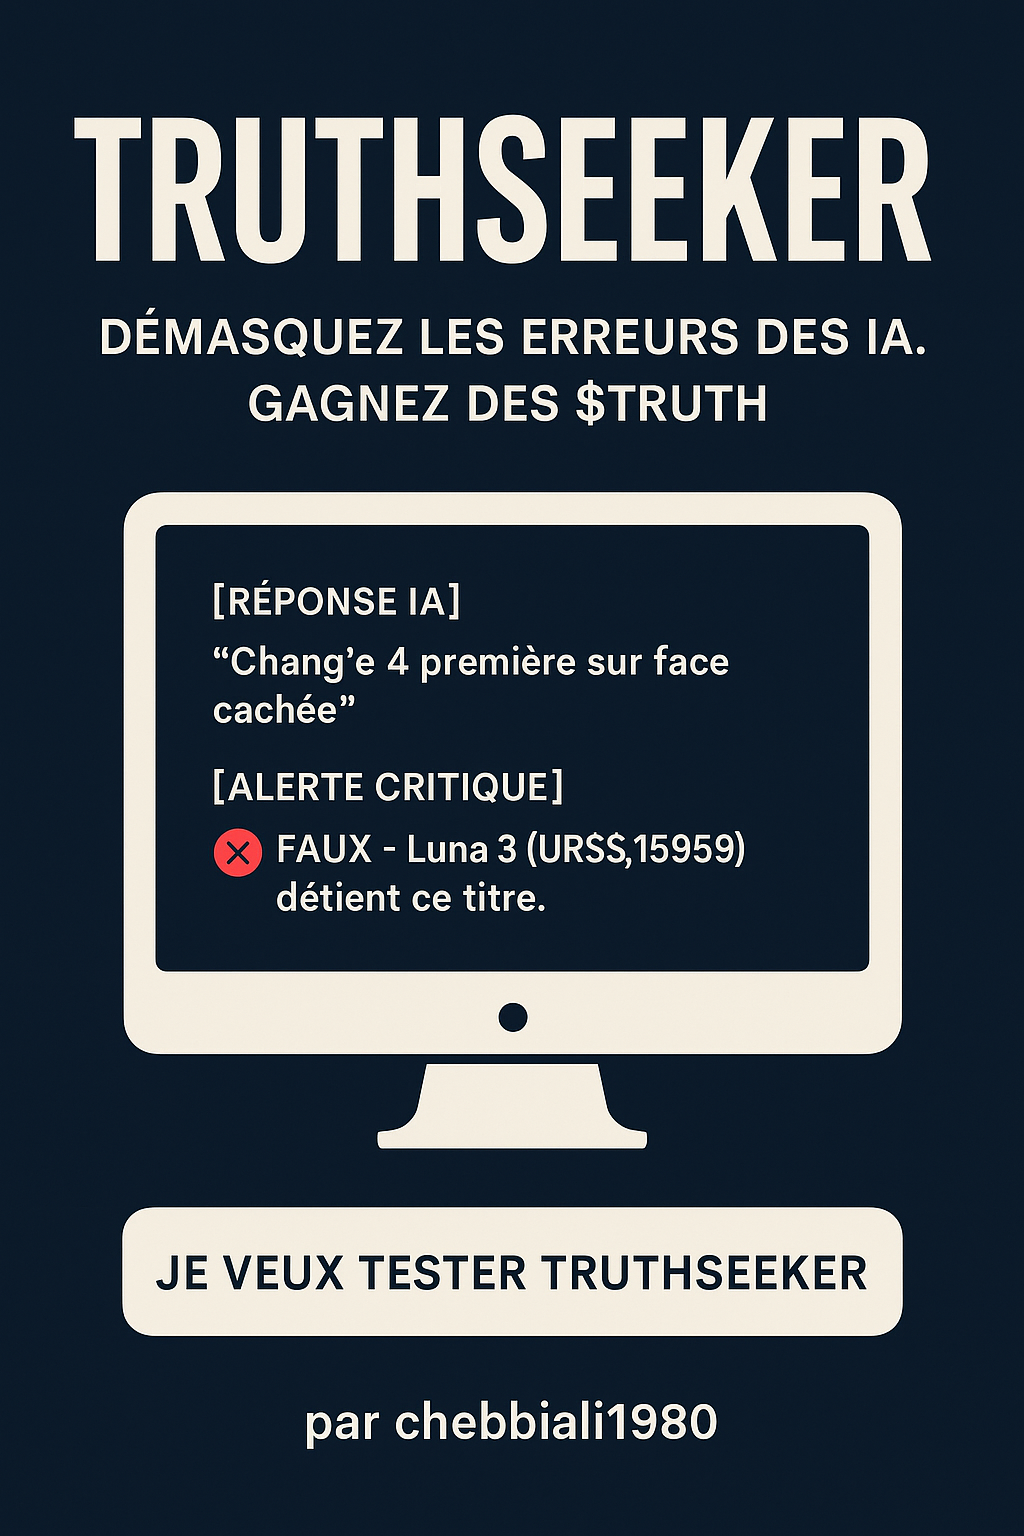 TRUTHSEEKER
DÉMASQUEZ LES ERREURS DES IA.
GAGNEZ DES $TRUTH
[RÉPONSE IA]
“Chang’e 4 première sur face
cachée”
[ALERTE CRITIQUE]
FAUX - Luna 3 (UR$$,15959)
détient ce titre.
JE VEUX TESTER TRUTHSEEKER
par chebbiali1980